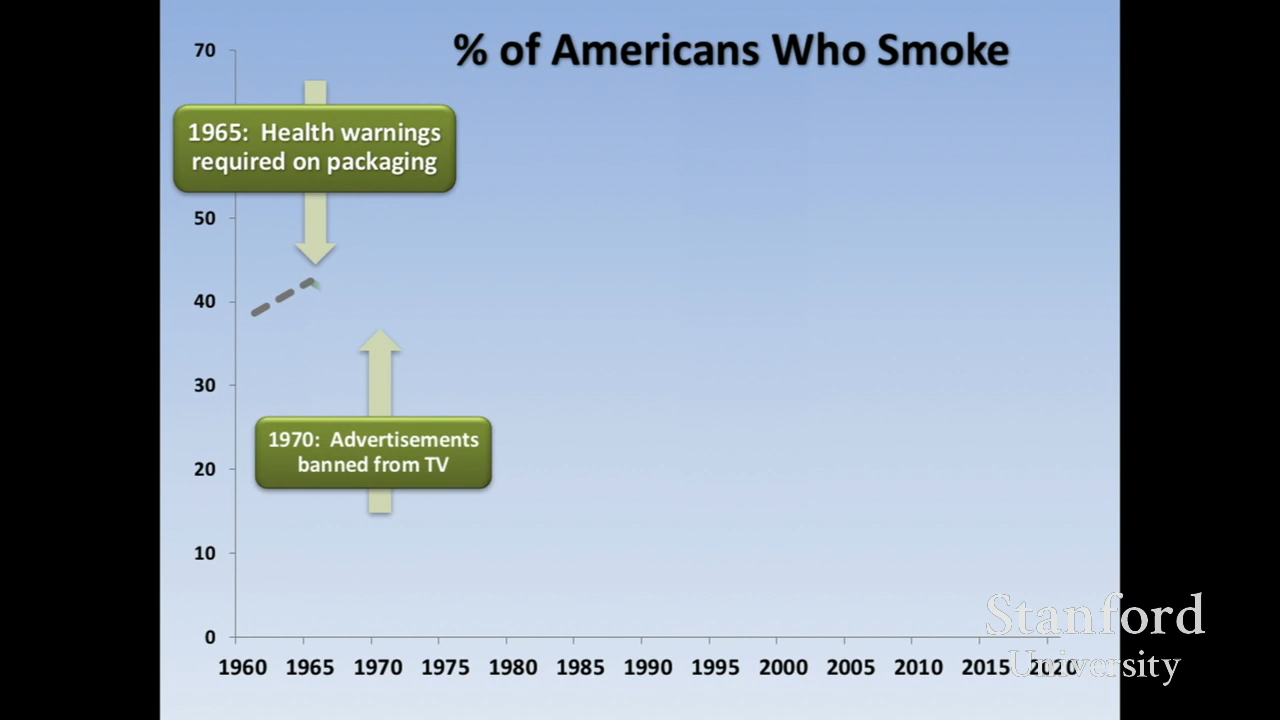 % of Americans Who Smoke
70
1965: Health warnings
required on packaging
50
40
30
1970: Advertisements
banned from TV
20
10
0
1960 1965 1970 1975 1980 1985 1990 1995 2000 2005 2010 2015 2020
Stanford
University